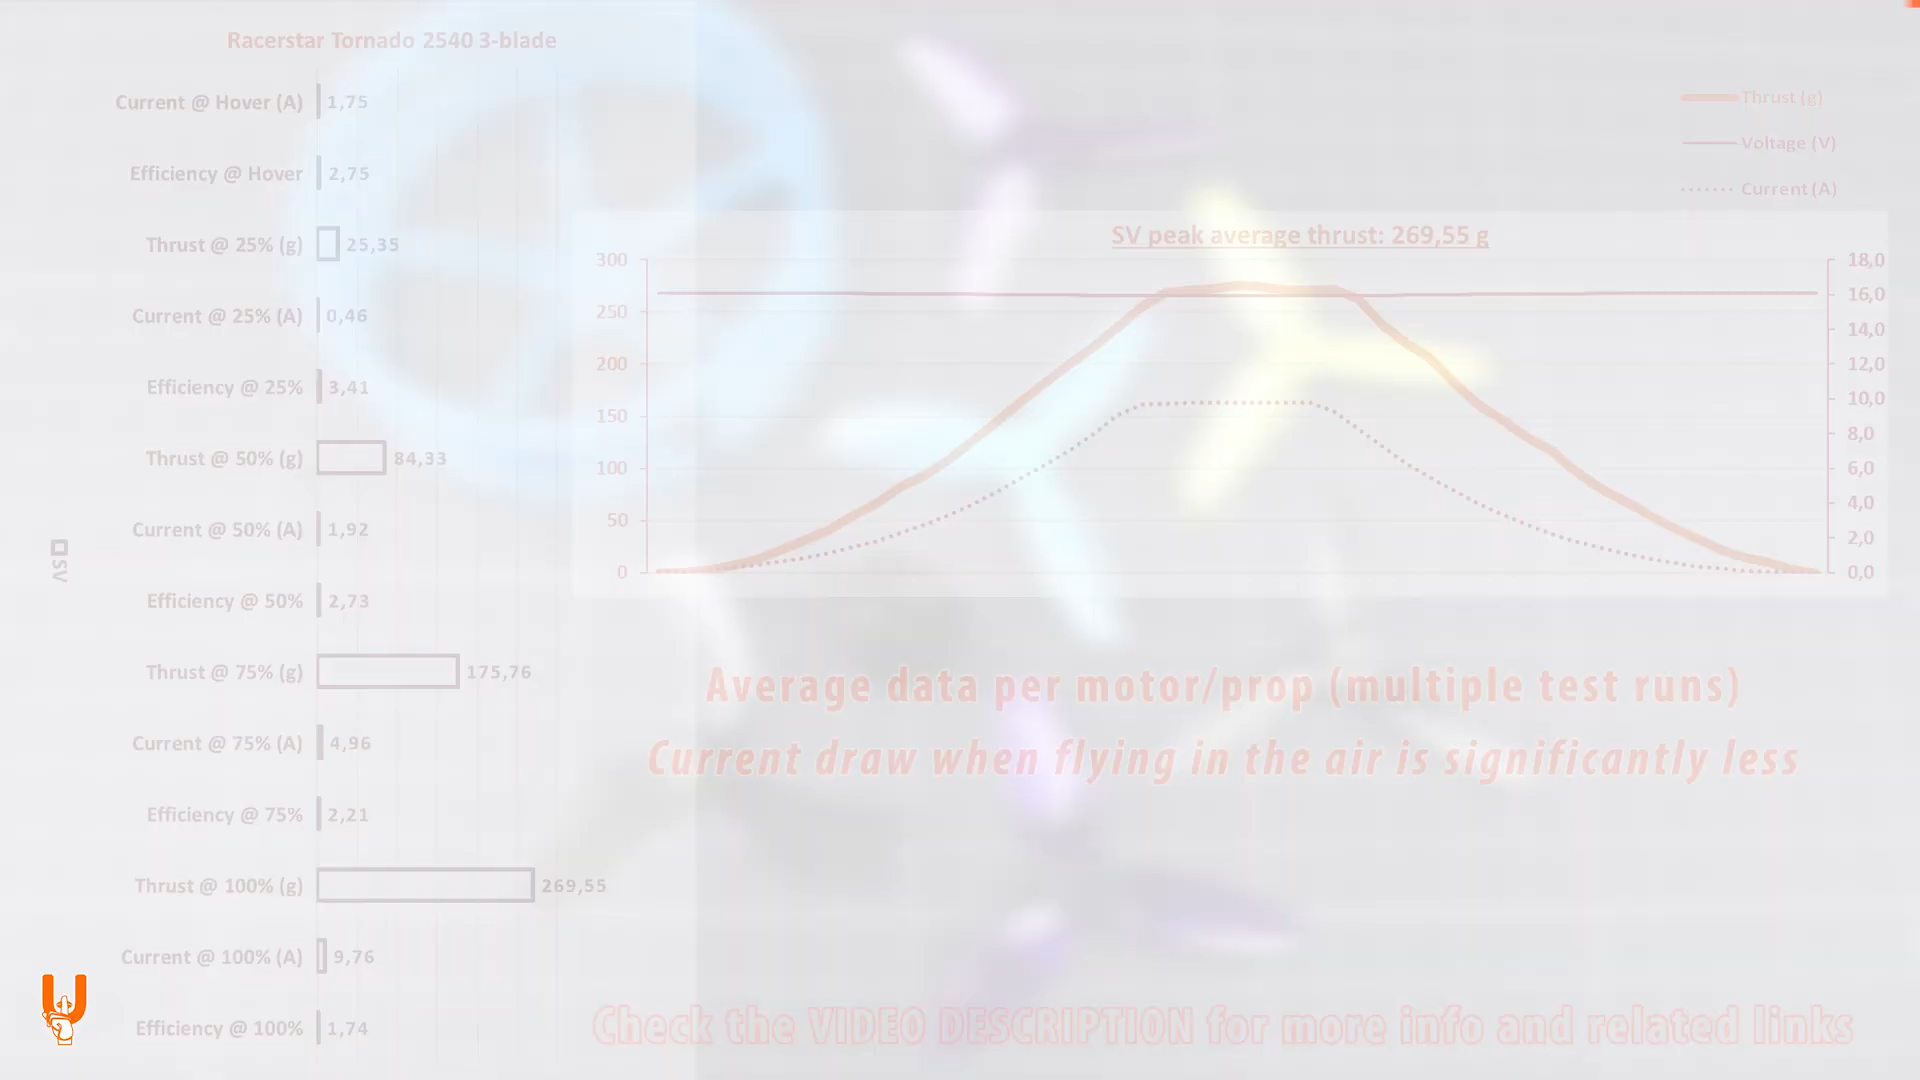 Racerstar Tornado 2540 3-blade
Current @ Hover (A) 1,75
Efficiency @ Hover 2,75
Thrust @ 25% (g) 25,35
Current @ 25% (A) 0,46
Efficiency @ 25% 3,41
Thrust @ 50% (g) 84,33
Current @ 50% (A) 1,92
Efficiency @ 50% 2,73
Thrust @ 75% (g) 175,76
Current @ 75% (A) 4,96
Efficiency @ 75% 2,21
Thrust @ 100% (g) 269,55
Current @ 100% (A) 9,76
Efficiency @ 100% 1,74
SV
Thrust (g)
Voltage (V)
Current (A)
SV peak average thrust: 269,55 g
300
250
200
150
100
50
0
18,0
16,0
14,0
12,0
10,0
8,0
6,0
4,0
2,0
0,0
Average data per motor/prop (multiple test runs)
Current draw when flying in the air is significantly less
Check the VIDEO DESCRIPTION for more info and related links